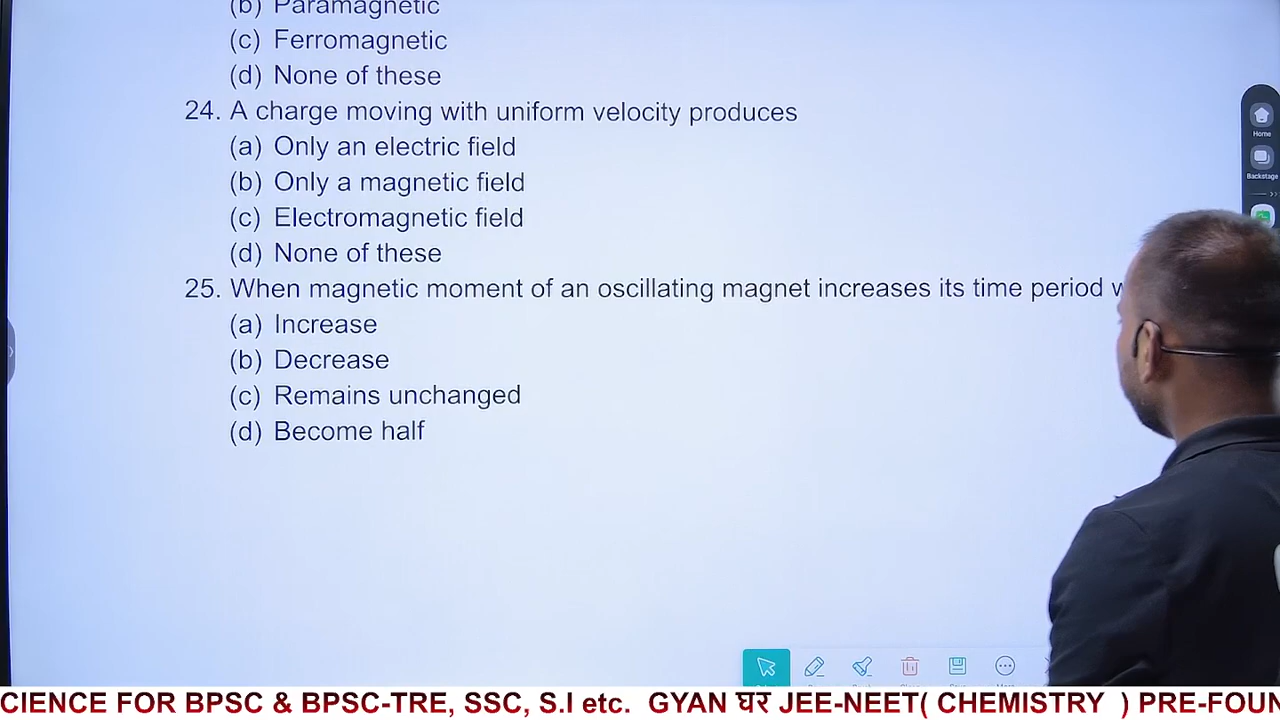 (b) Paramagnetic
(c) Ferromagnetic
(d) None of these
24. A charge moving with uniform velocity produces
(a) Only an electric field
(b) Only a magnetic field
(c) Electromagnetic field
(d) None of these
25. When magnetic moment of an oscillating magnet increases its time period
(a) Increase
(b) Decrease
(c) Remains unchanged
(d) Become half
Home
Backstage
CIENCE FOR BPSC & BPSC-TRE, SSC, S.I etc. GYAN घर JEE-NEET( CHEMISTRY ) PRE-FOUN